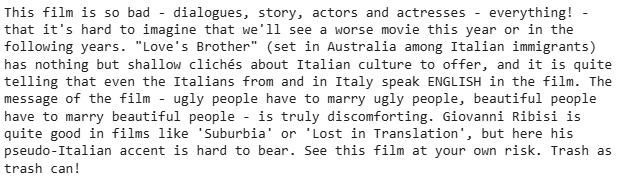 This film is so bad - dialogues, story, actors and actresses - everything! -
that it's hard to imagine that we'll see a worse movie this year or in the
following years. "Love's Brother" (set in Australia among Italian immigrants)
has nothing but shallow clichés about Italian culture to offer, and it is quite
telling that even the Italians from and in Italy speak ENGLISH in the film. The
message of the film - ugly people have to marry ugly people, beautiful people
have to marry beautiful people - is truly discomforting. Giovanni Ribisi is
quite good in films like 'Suburbia' or 'Lost in Translation', but here his
pseudo-Italian accent is hard to bear. See this film at your own risk. Trash as
trash can!